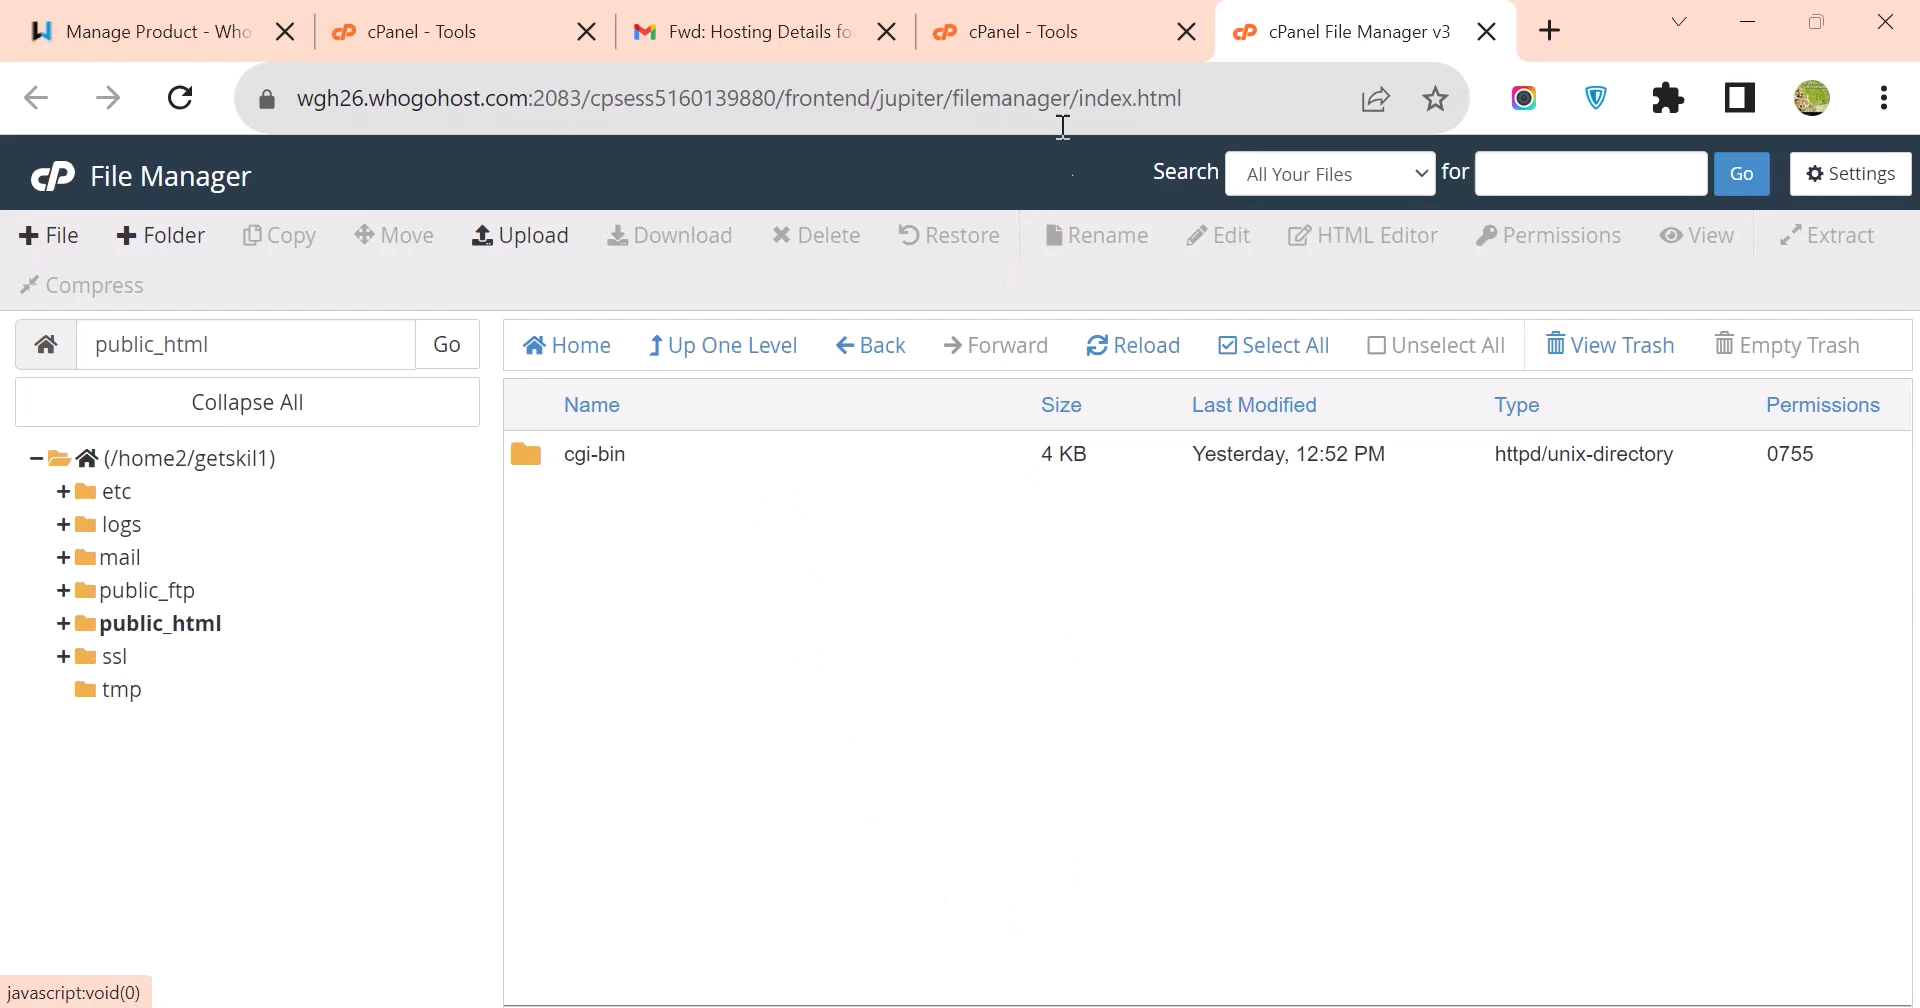 Manage Product - Who
cPanel - Tools
Fwd: Hosting Details fo
cPanel - Tools
cPanel File Manager v3
wgh26.whogohost.com:2083/cpsess5160139880/frontend/jupiter/filemanager/index.html
cP File Manager
Search All Your Files for Go Settings
File Folder Copy Move Upload Download Delete Restore Rename Edit HTML Editor Permissions View Extract
Compress
public_html Go
Home Up One Level Back Forward Reload Select All Unselect All View Trash Empty Trash
Collapse All
Name Size Last Modified Type Permissions
cgi-bin 4 KB Yesterday, 12:52 PM httpd/unix-directory 0755
(/home2/getskil1)
etc
logs
mail
public_ftp
public_html
ssl
tmp
javascript:void(0)